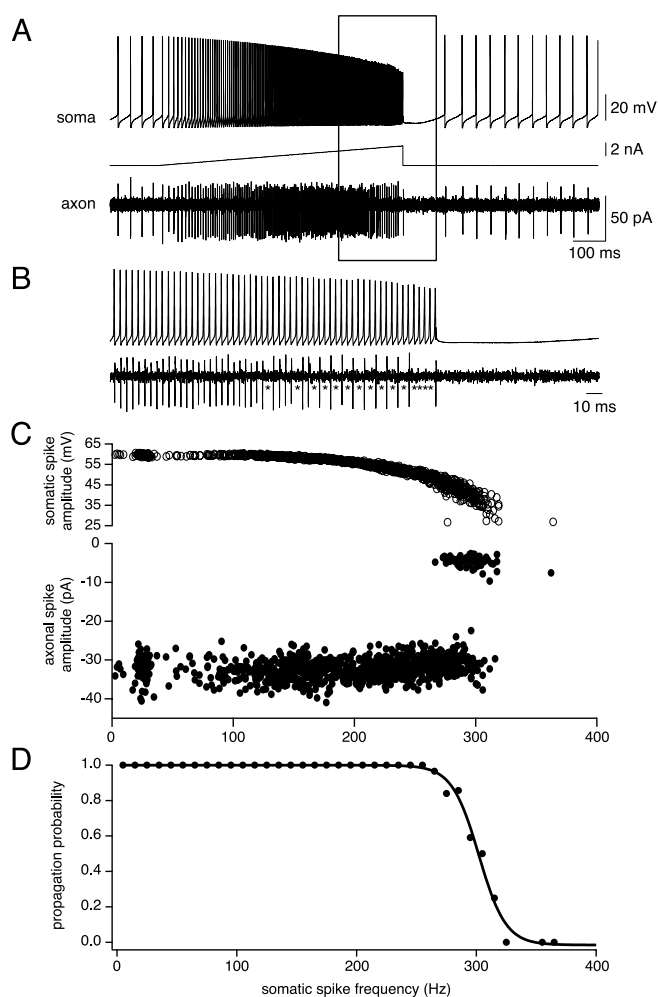 A
soma
20 mV
2 nA
axon
50 pA
100 ms
B
* * * * * * * * * * * * * *
10 ms
C
somatic spike
amplitude (mV)
65
55
45
35
25
axonal spike
amplitude (pA)
0
-10
-20
-30
-40
0 100 200 300 400
D
propagation probability
1.0
0.8
0.6
0.4
0.2
0.0
0 100 200 300 400
somatic spike frequency (Hz)